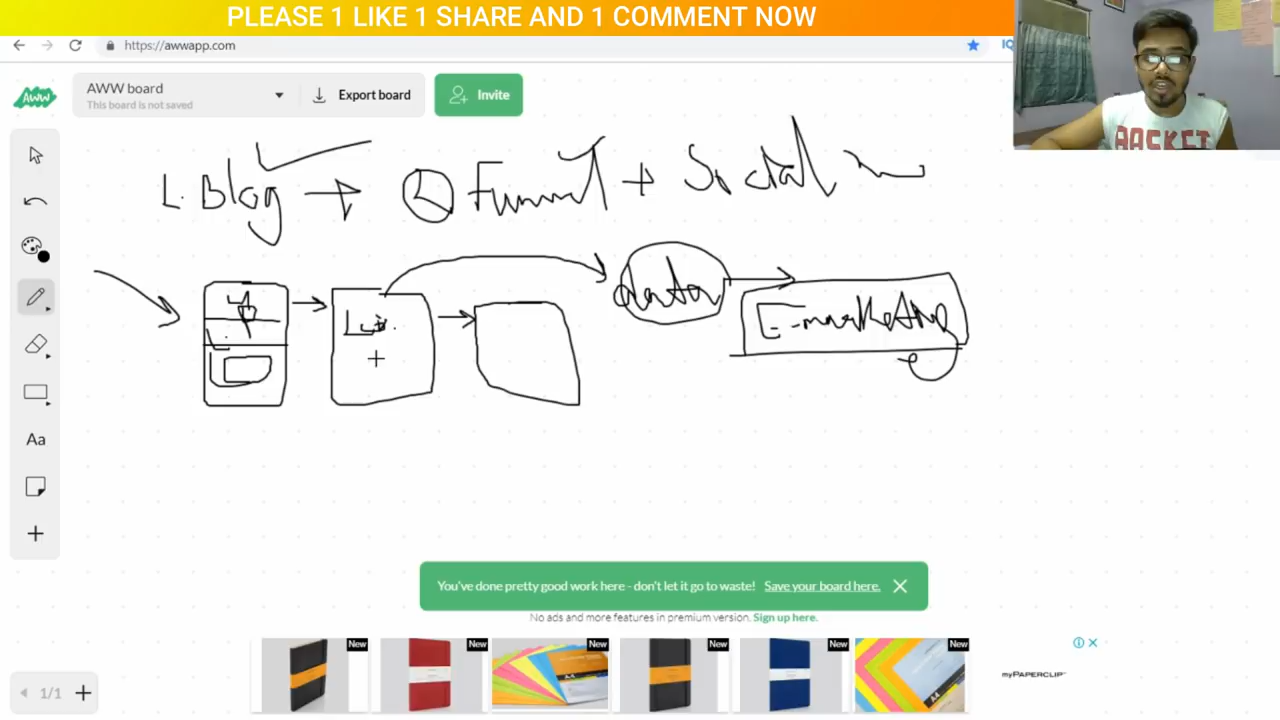 PLEASE 1 LIKE 1 SHARE AND 1 COMMENT NOW
https://awwapp.com
IQ
AWW
AWW board
This board is not saved
Export board
Invite
BASKET
1. Blog → 2 Funnel + Social
data
E-marketing
Aa
You've done pretty good work here - don't let it go to waste! Save your board here.
No ads and more features in premium version. Sign up here.
New New New New New New
myPAPERCLIP
1/1